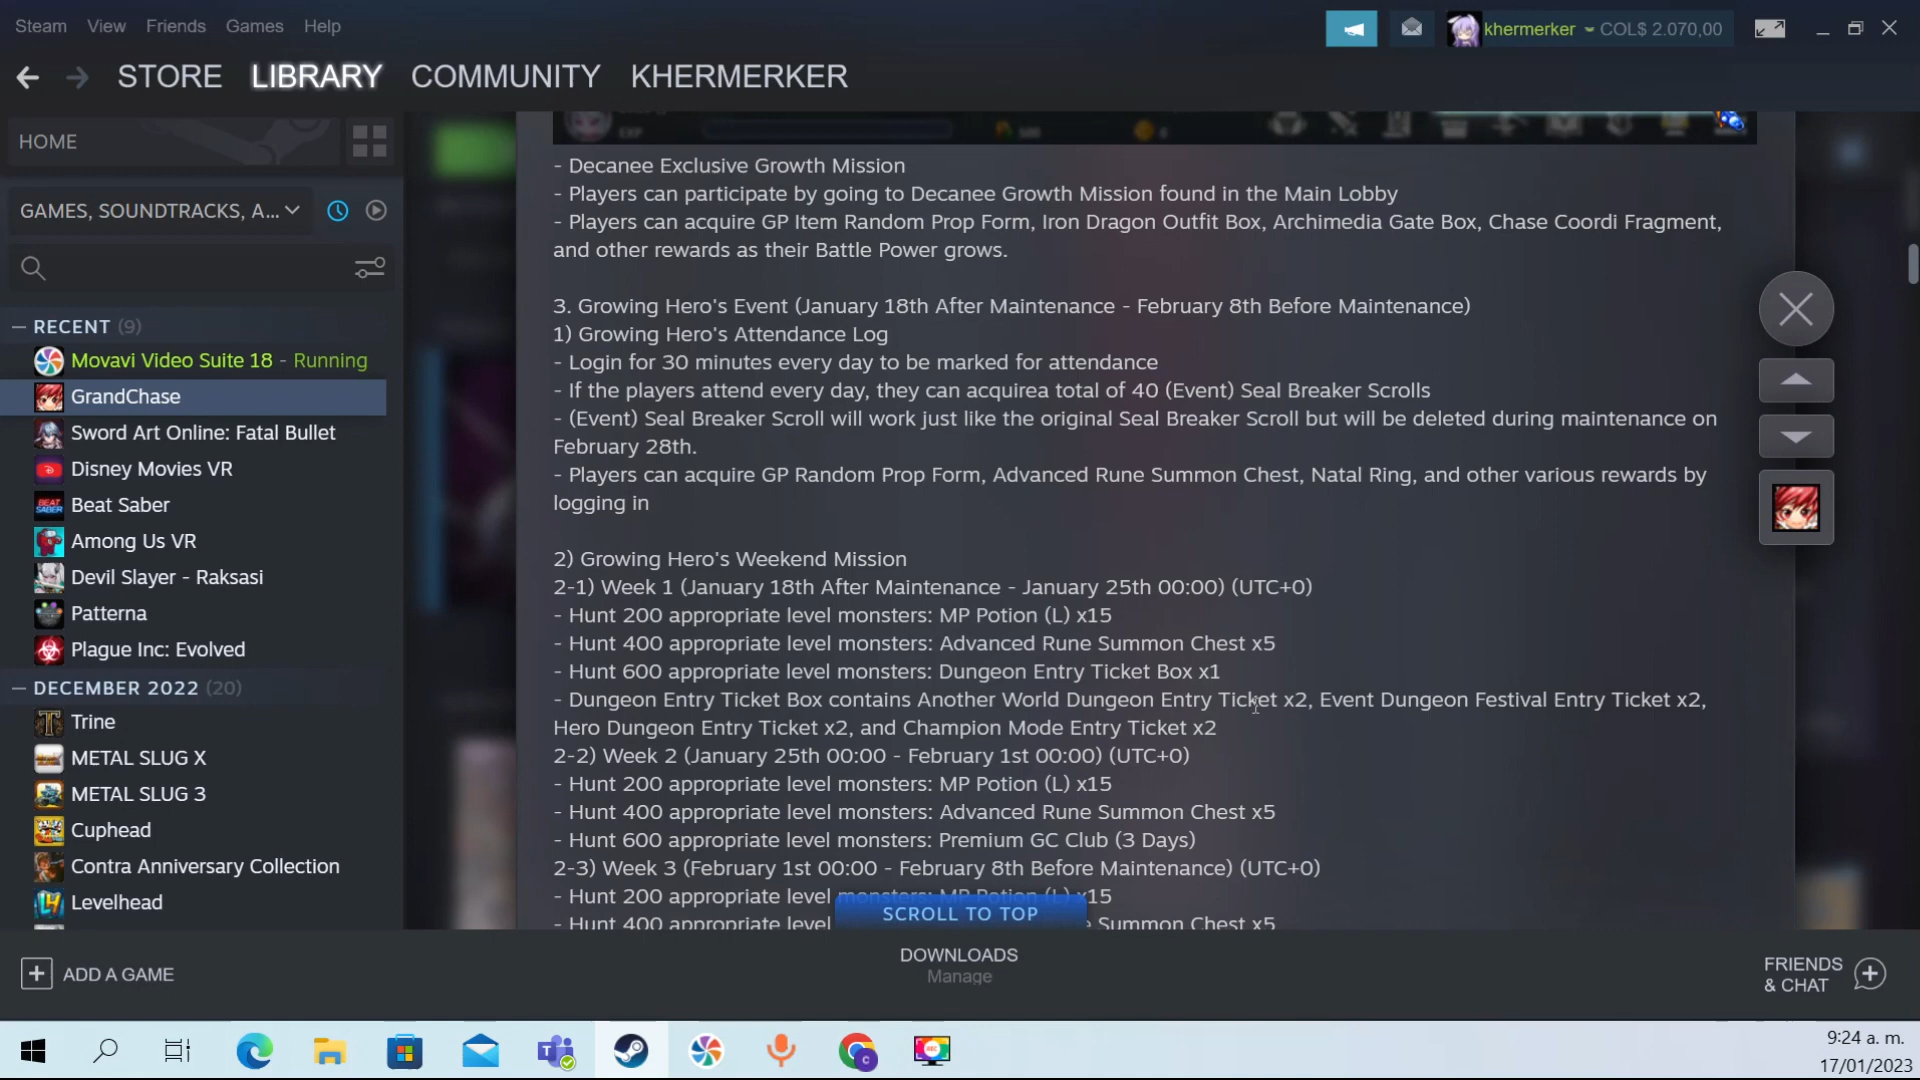 Steam View Friends Games Help
khermerker COL$ 2.070,00
STORE LIBRARY COMMUNITY KHERMERKER
HOME
GAMES, SOUNDTRACKS, A...
— RECENT (9)
Movavi Video Suite 18 - Running
GrandChase
Sword Art Online: Fatal Bullet
Disney Movies VR
Beat Saber
Among Us VR
Devil Slayer - Raksasi
Patterna
Plague Inc: Evolved
— DECEMBER 2022 (20)
Trine
METAL SLUG X
METAL SLUG 3
Cuphead
Contra Anniversary Collection
Levelhead
EXP
- Decanee Exclusive Growth Mission
- Players can participate by going to Decanee Growth Mission found in the Main Lobby
- Players can acquire GP Item Random Prop Form, Iron Dragon Outfit Box, Archimedia Gate Box, Chase Coordi Fragment,
and other rewards as their Battle Power grows.
3. Growing Hero's Event (January 18th After Maintenance - February 8th Before Maintenance)
1) Growing Hero's Attendance Log
- Login for 30 minutes every day to be marked for attendance
- If the players attend every day, they can acquirea total of 40 (Event) Seal Breaker Scrolls
- (Event) Seal Breaker Scroll will work just like the original Seal Breaker Scroll but will be deleted during maintenance on
February 28th.
- Players can acquire GP Random Prop Form, Advanced Rune Summon Chest, Natal Ring, and other various rewards by
logging in
2) Growing Hero's Weekend Mission
2-1) Week 1 (January 18th After Maintenance - January 25th 00:00) (UTC+0)
- Hunt 200 appropriate level monsters: MP Potion (L) x15
- Hunt 400 appropriate level monsters: Advanced Rune Summon Chest x5
- Hunt 600 appropriate level monsters: Dungeon Entry Ticket Box x1
- Dungeon Entry Ticket Box contains Another World Dungeon Entry Ticket x2, Event Dungeon Festival Entry Ticket x2,
Hero Dungeon Entry Ticket x2, and Champion Mode Entry Ticket x2
2-2) Week 2 (January 25th 00:00 - February 1st 00:00) (UTC+0)
- Hunt 200 appropriate level monsters: MP Potion (L) x15
- Hunt 400 appropriate level monsters: Advanced Rune Summon Chest x5
- Hunt 600 appropriate level monsters: Premium GC Club (3 Days)
2-3) Week 3 (February 1st 00:00 - February 8th Before Maintenance) (UTC+0)
- Hunt 200 appropriate level monsters: MP Potion (L) x15
- Hunt 400 appropriate level Summon Chest x5
SCROLL TO TOP
ADD A GAME
DOWNLOADS
Manage
FRIENDS
& CHAT
9:24 a. m.
17/01/2023